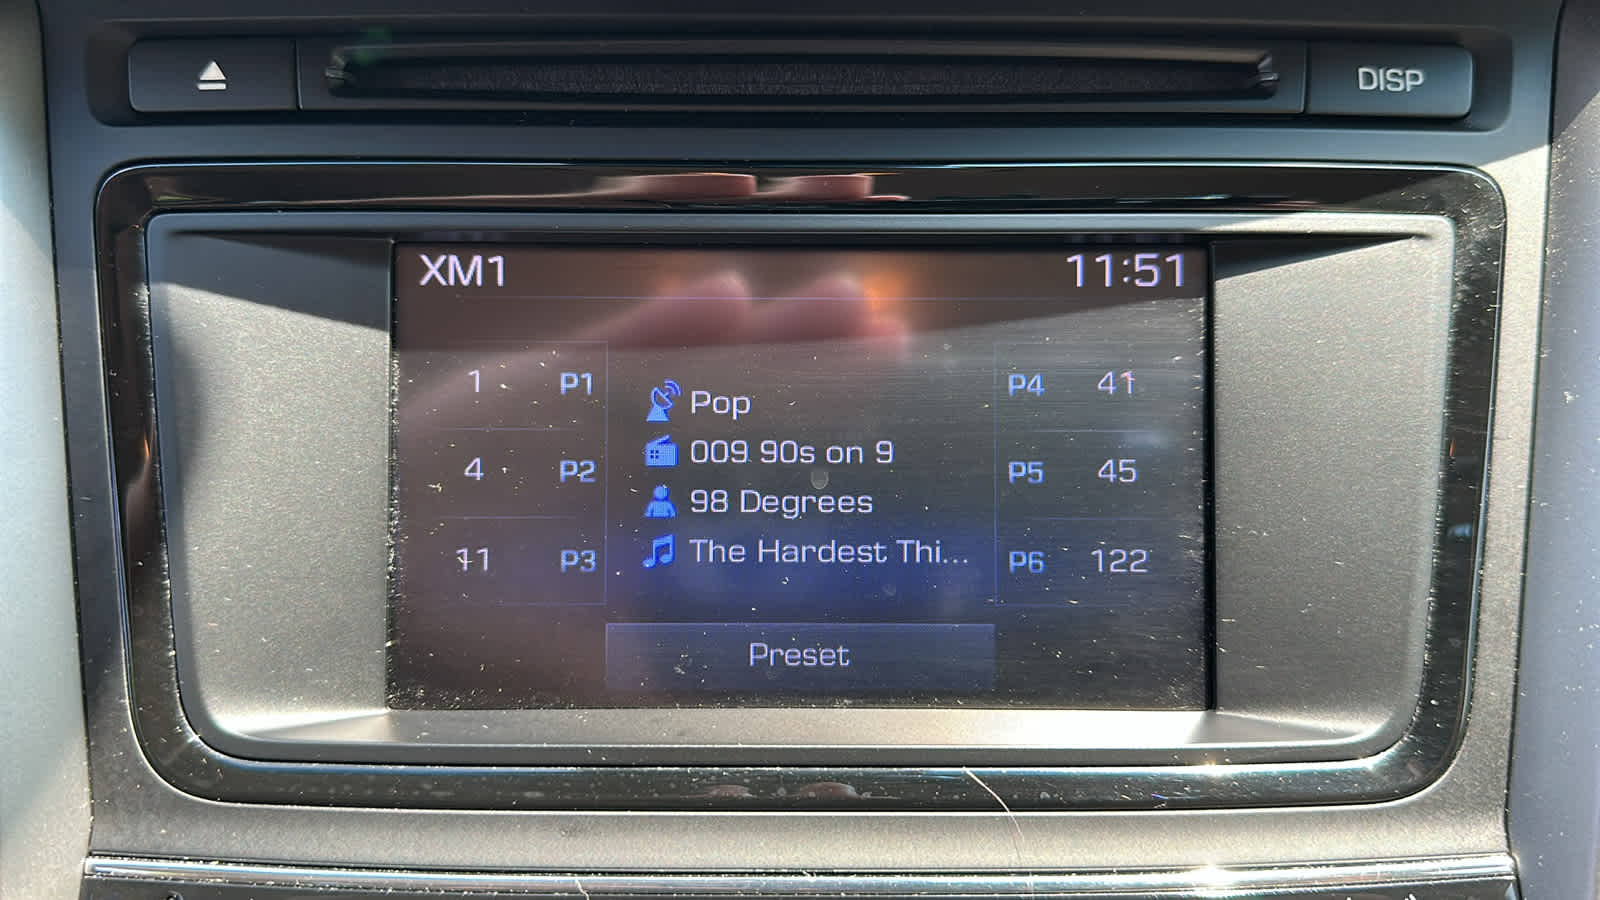 DISP
XM1 11:51
1 P1
4 P2
11 P3
Pop
009 90s on 9
98 Degrees
The Hardest Thi...
P4 41
P5 45
P6 122
Preset